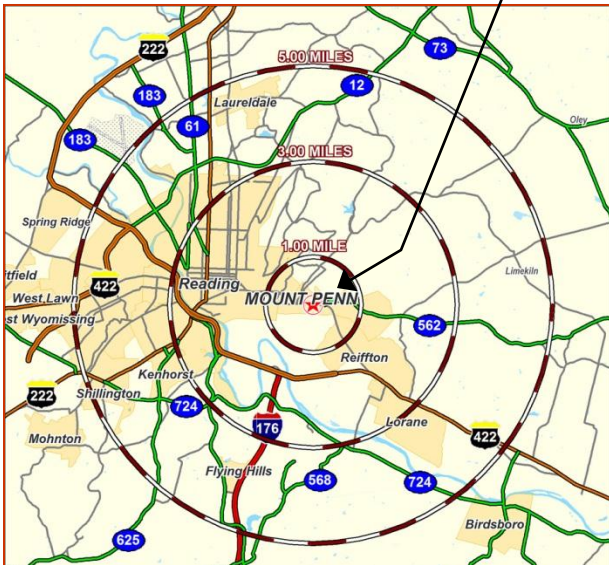 222
73
5.00 MILES
183
12
Laureldale
61
Oley
183
3.00 MILES
Spring Ridge
1.00 MILE
Limekiln
itfield
422
Reading
West Lawn
MOUNT PENN
st Wyomissing
562
Reiffton
Kenhorst
222
Shillington
724
Lorane
176
422
Mohnton
Flying Hills
568
724
Birdsboro
625